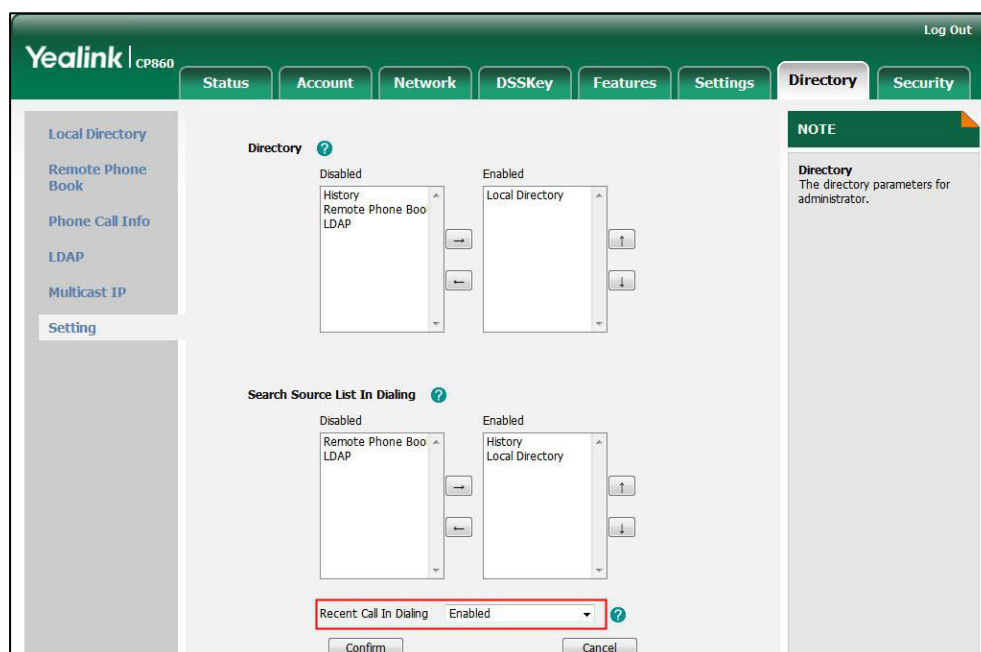 Log Out
Yealink CP860
Status Account Network DSSKey Features Settings Directory Security
Local Directory
Remote Phone
Book
Phone Call Info
LDAP
Multicast IP
Setting
Directory ?
Disabled Enabled
History
Remote Phone Boo
LDAP
Local Directory
→ ↑
← ↓
Search Source List In Dialing ?
Disabled Enabled
Remote Phone Boo
LDAP
History
Local Directory
→ ↑
← ↓
Recent Call In Dialing Enabled ?
Confirm Cancel
NOTE
Directory
The directory parameters for
administrator.